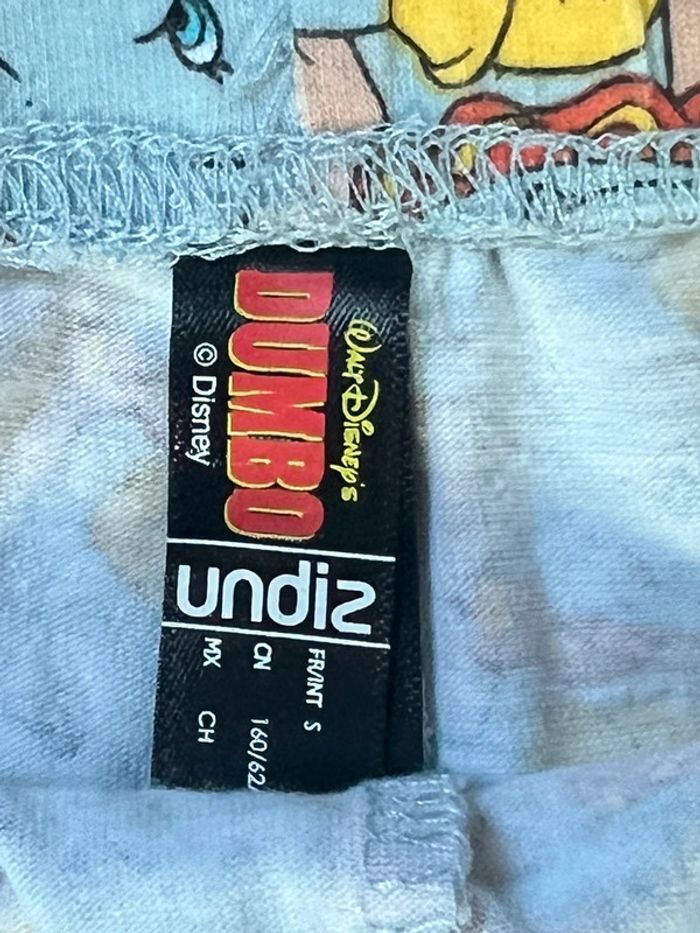 WALT DISNEY'S
DUMBO
© Disney
undiz
FR/INT S
CN 160/62
MX CH